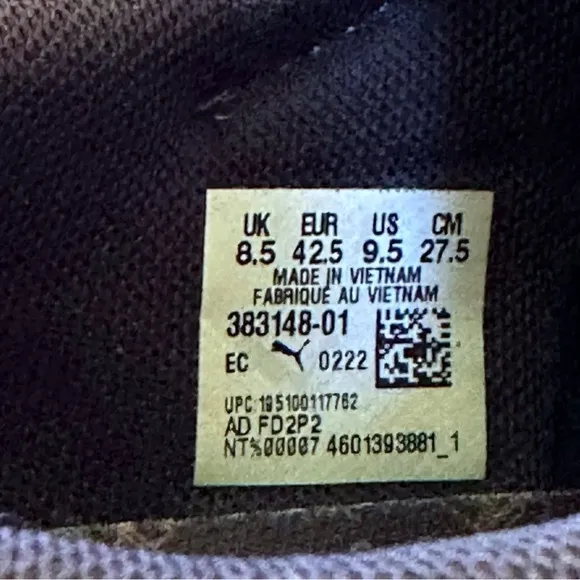 UK EUR US CM
8.5 42.5 9.5 27.5
MADE IN VIETNAM
FABRIQUÉ AU VIETNAM
383148-01
EC 0222
UPC:195100117762
AD FD2P2
NT%00007 4601393881_1